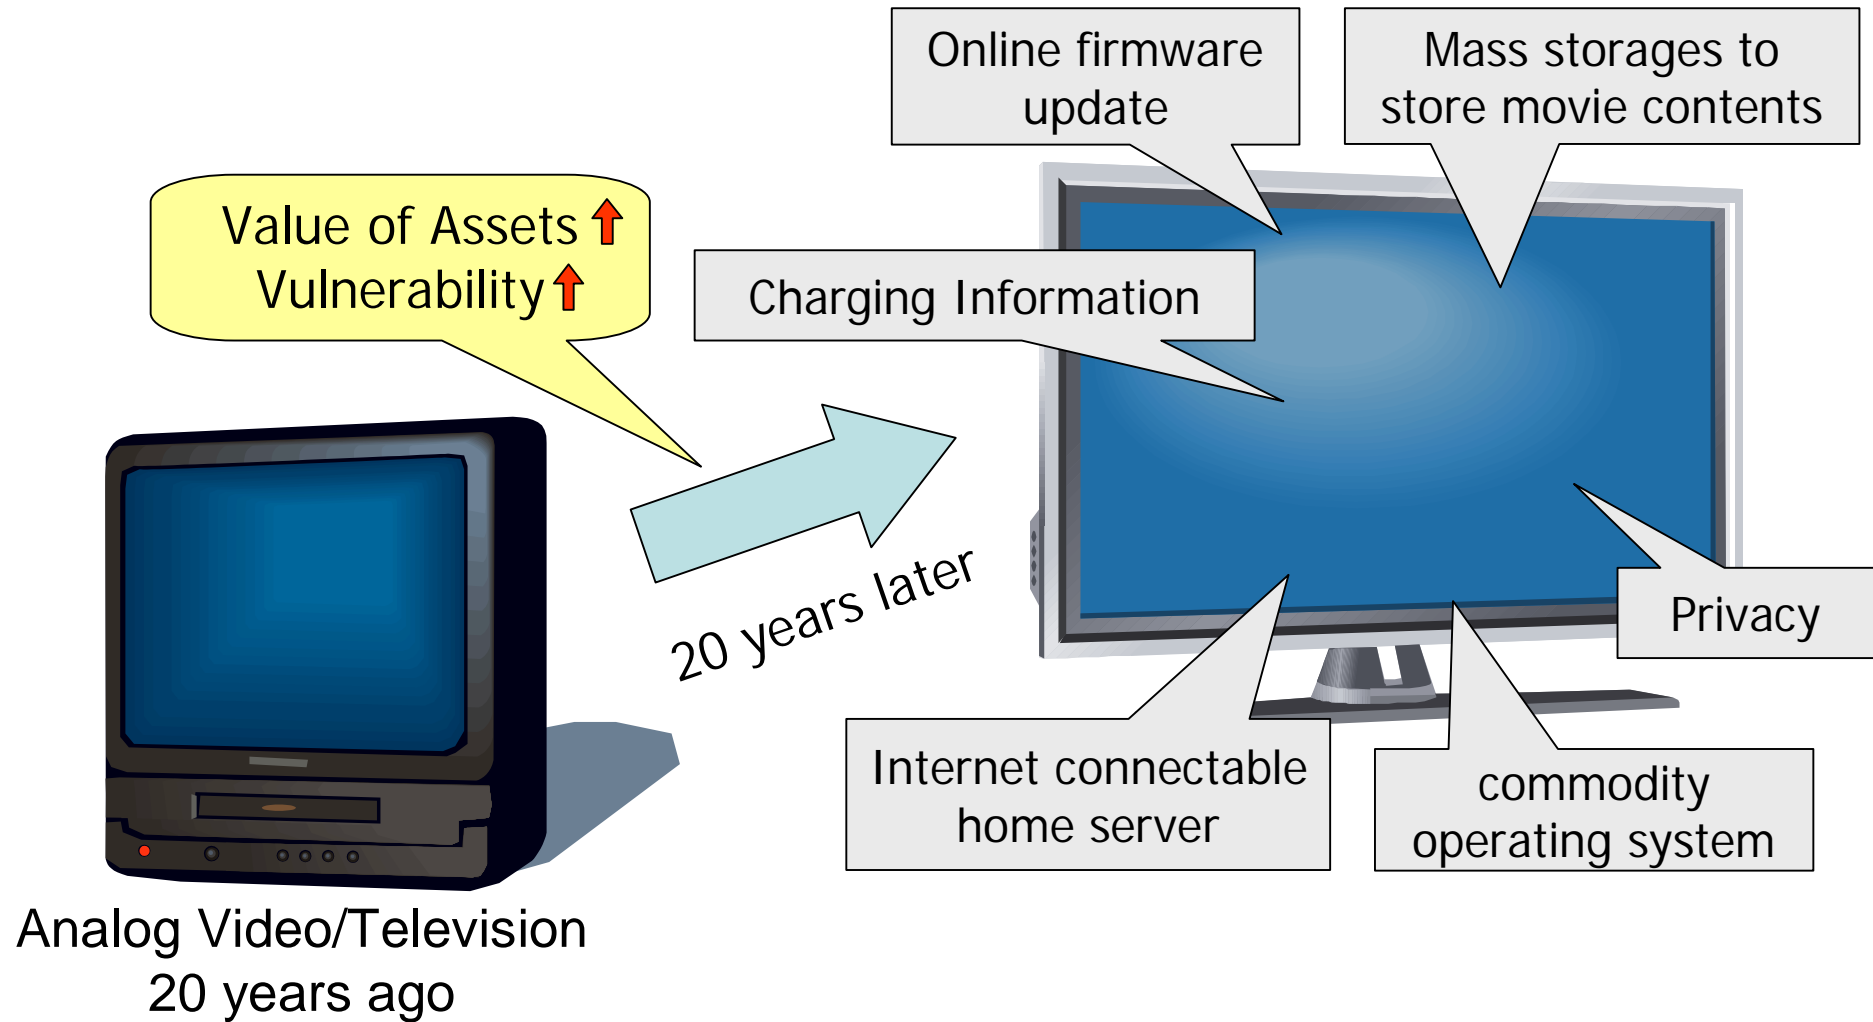 Online firmware
update
Mass storages to
store movie contents
Value of Assets
Vulnerability
Charging Information
20 years later
Privacy
Internet connectable
home server
commodity
operating system
Analog Video/Television
20 years ago